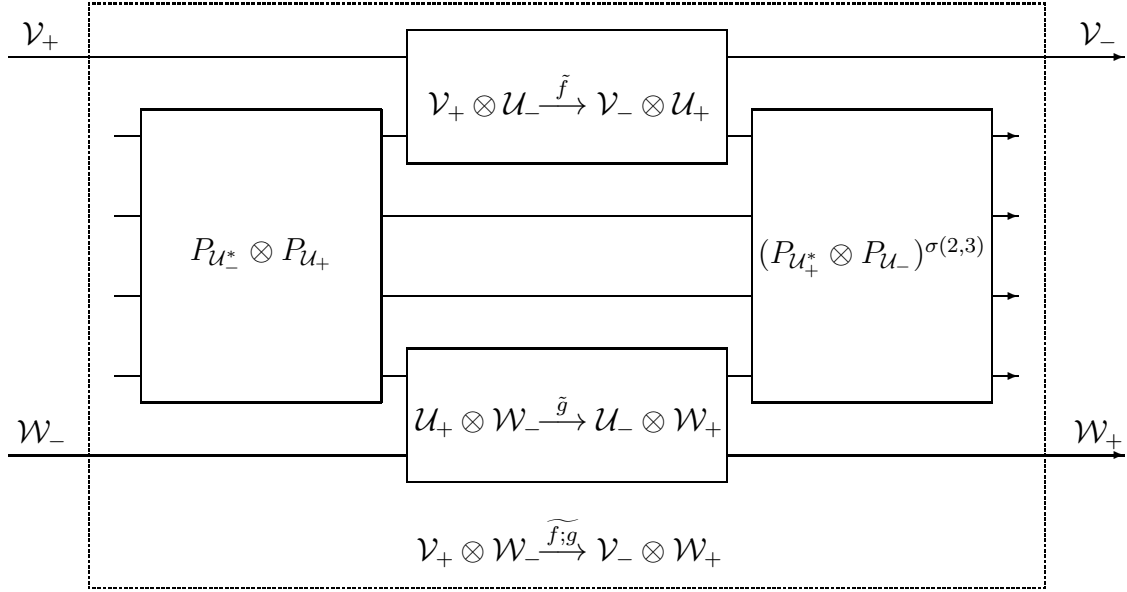 𝒱₊ 𝒱₋
𝒱₊ ⊗ 𝒰₋ —f̃→ 𝒱₋ ⊗ 𝒰₊
P_{𝒰₋*} ⊗ P_{𝒰₊} (P_{𝒰₊*} ⊗ P_{𝒰₋})^{σ(2,3)}
𝒰₊ ⊗ 𝒲₋ —g̃→ 𝒰₋ ⊗ 𝒲₊
𝒲₋ 𝒲₊
𝒱₊ ⊗ 𝒲₋ —\widetilde{f;g}→ 𝒱₋ ⊗ 𝒲₊